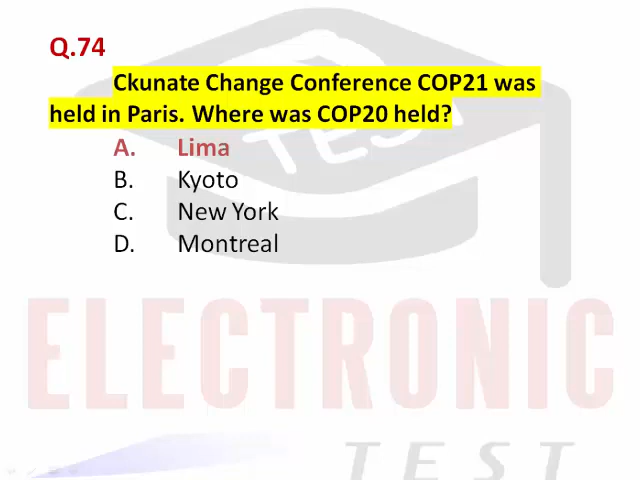 Q.74
Ckunate Change Conference COP21 was
held in Paris. Where was COP20 held?
A. Lima
B. Kyoto
C. New York
D. Montreal
TEST
ELECTRONIC
TEST